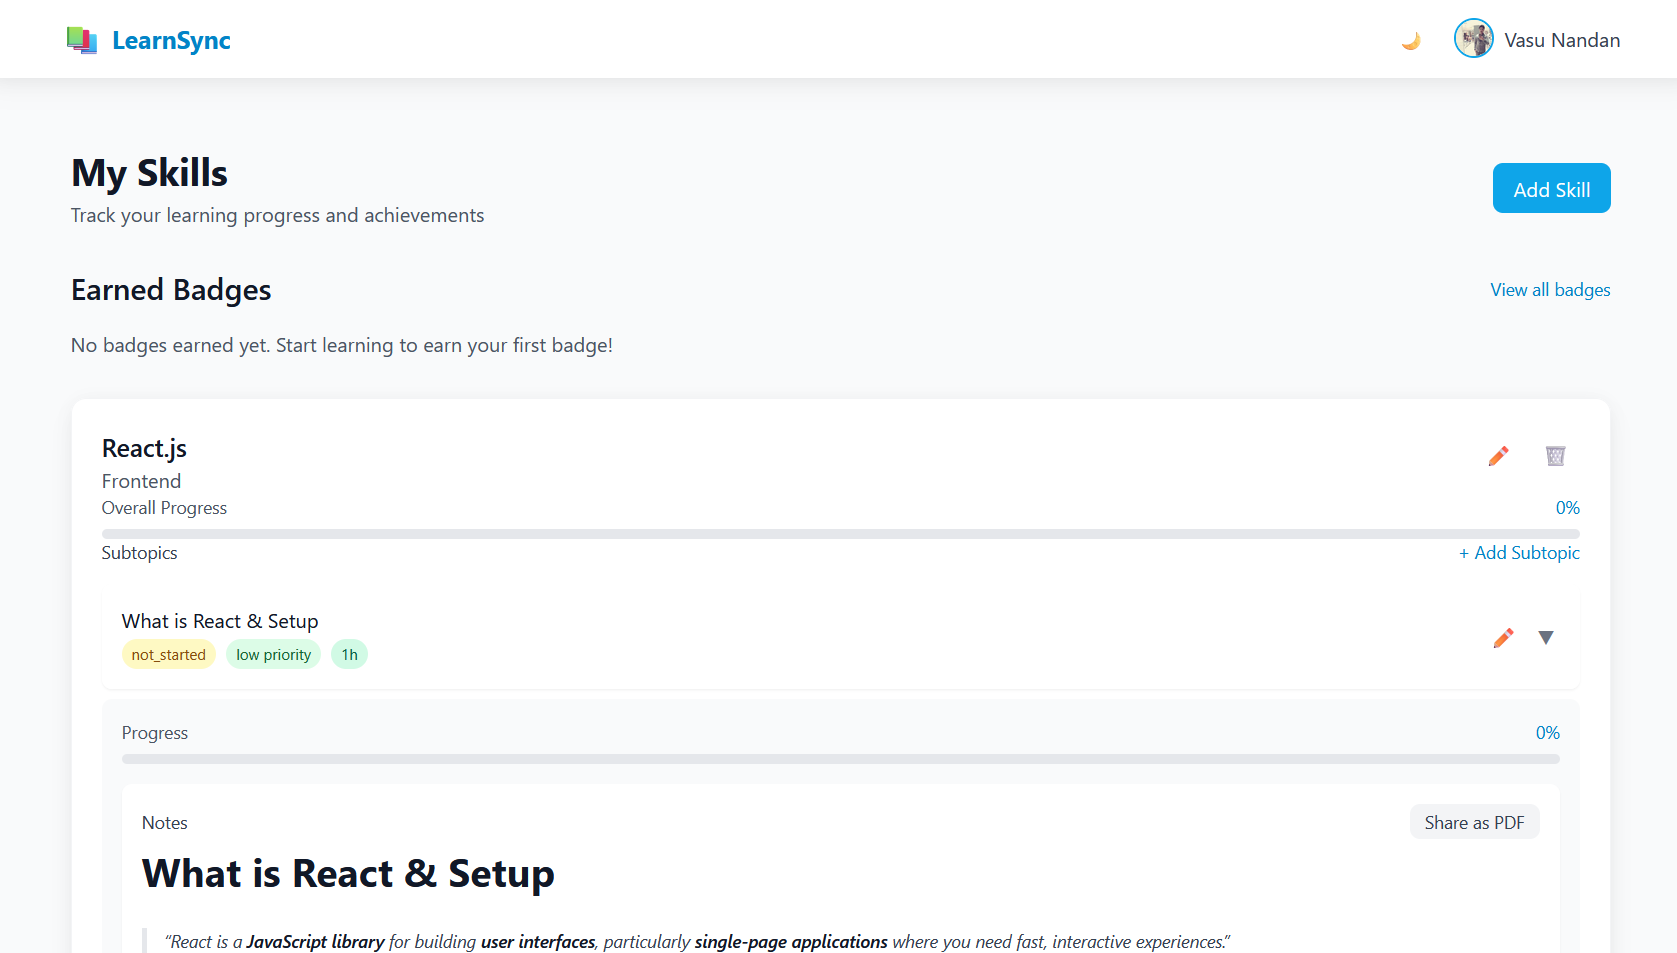 LearnSync
Vasu Nandan
My Skills
Add Skill
Track your learning progress and achievements
Earned Badges
View all badges
No badges earned yet. Start learning to earn your first badge!
React.js
Frontend
Overall Progress
0%
Subtopics
+ Add Subtopic
What is React & Setup
not_started low priority 1h
Progress
0%
Notes
Share as PDF
What is React & Setup
“React is a JavaScript library for building user interfaces, particularly single-page applications where you need fast, interactive experiences.”